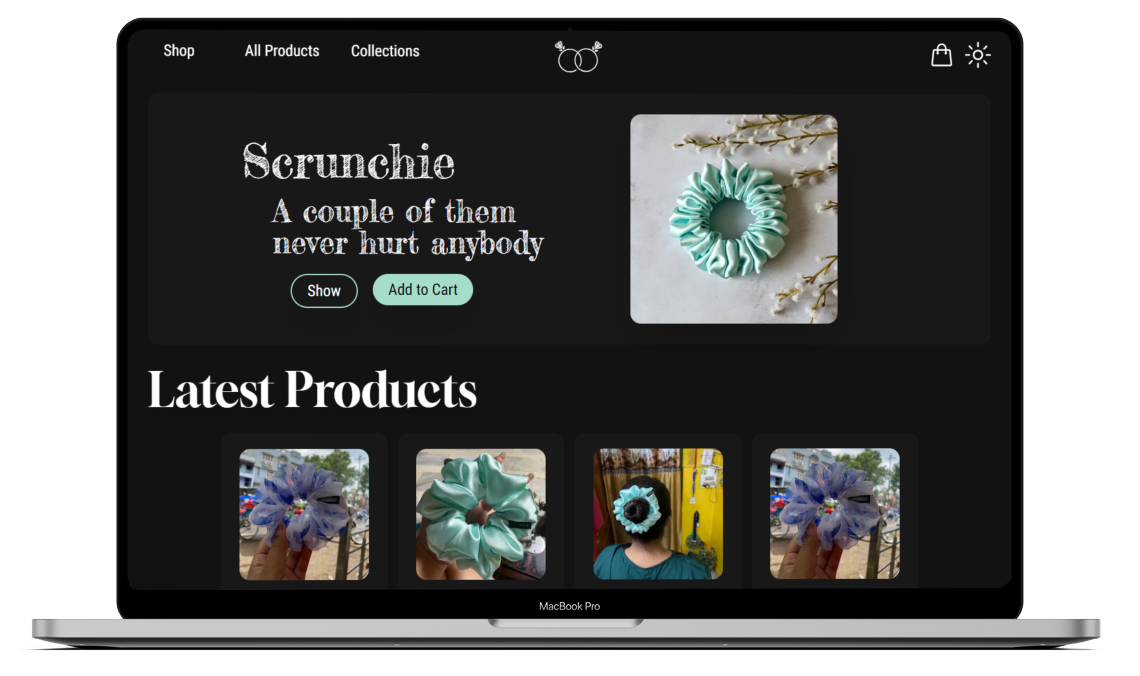 Shop
All Products
Collections
Scrunchie
A couple of them
never hurt anybody
Show
Add to Cart
Latest Products
MacBook Pro